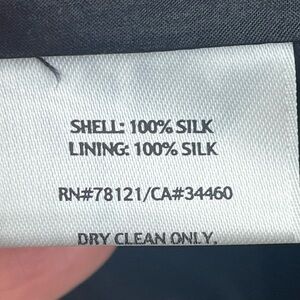 SHELL: 100% SILK
LINING: 100% SILK
RN#78121/CA#34460
DRY CLEAN ONLY.